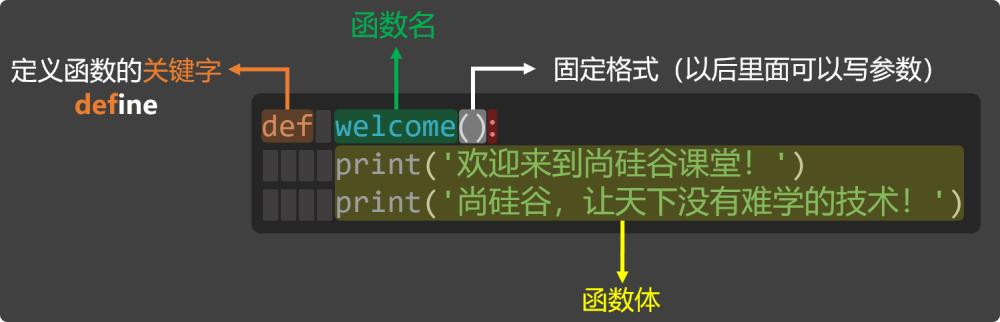 函数名
定义函数的关键字
define
固定格式（以后里面可以写参数）
def welcome():
    print('欢迎来到尚硅谷课堂！')
    print('尚硅谷，让天下没有难学的技术！')
函数体